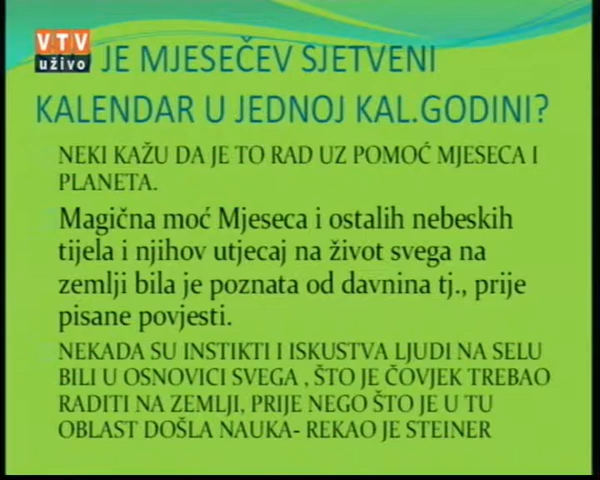 VTV
uživo
JE MJESEČEV SJETVENI
KALENDAR U JEDNOJ KAL.GODINI?
NEKI KAŽU DA JE TO RAD UZ POMOĆ MJESECA I
PLANETA.
Magična moć Mjeseca i ostalih nebeskih
tijela i njihov utjecaj na život svega na
zemlji bila je poznata od davnina tj., prije
pisane povjesti.
NEKADA SU INSTIKTI I ISKUSTVA LJUDI NA SELU
BILI U OSNOVICI SVEGA , ŠTO JE ČOVJEK TREBAO
RADITI NA ZEMLJI, PRIJE NEGO ŠTO JE U TU
OBLAST DOŠLA NAUKA- REKAO JE STEINER